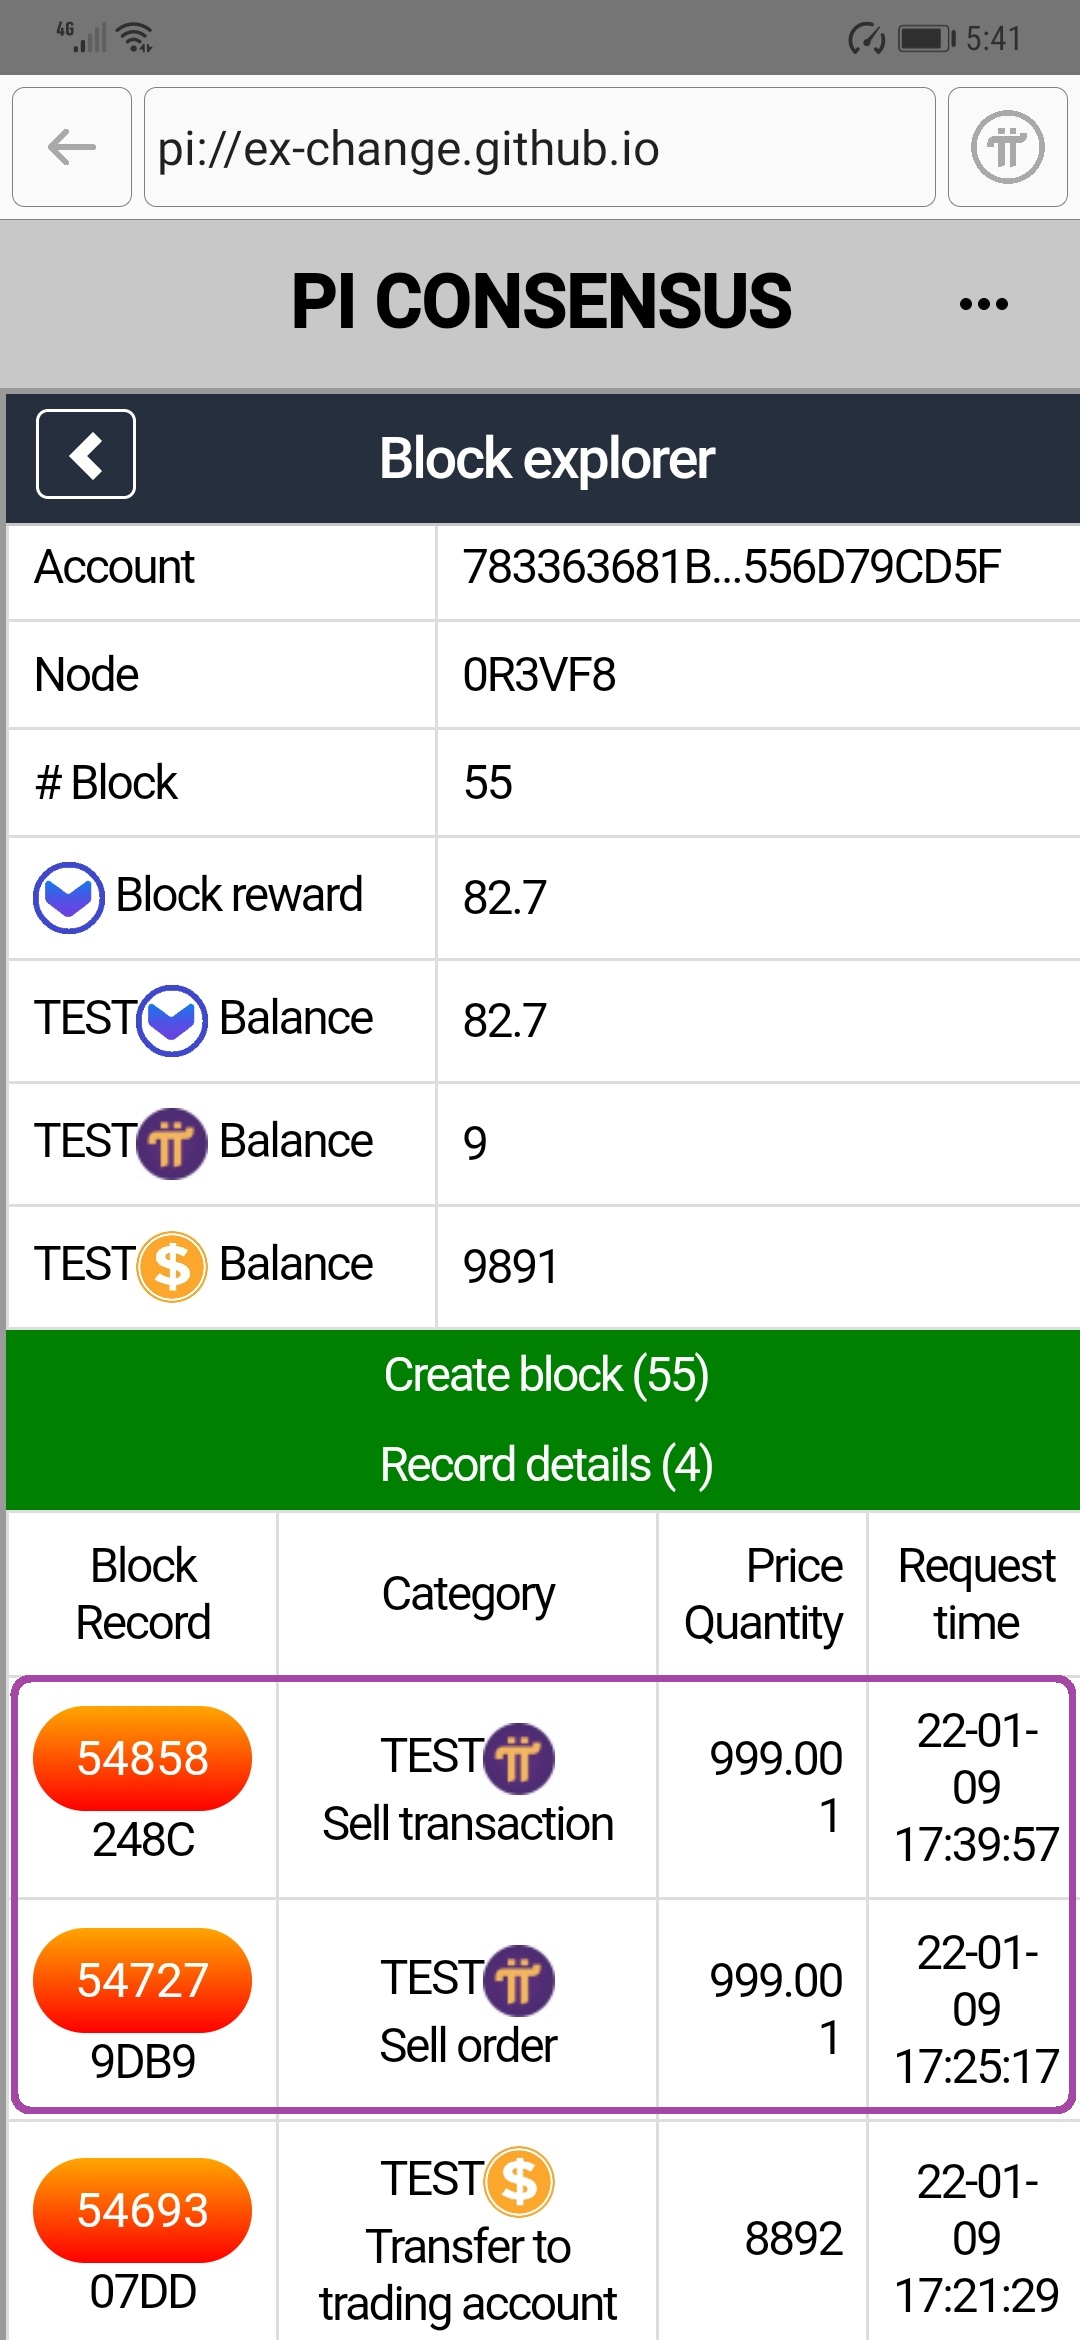 4G 5:41
pi://ex-change.github.io
PI CONSENSUS
Block explorer
Account 783363681B...556D79CD5F
Node 0R3VF8
# Block 55
Block reward 82.7
TEST Balance 82.7
TEST Balance 9
TEST $ Balance 9891
Create block (55)
Record details (4)
Block Record Category Price Quantity Request time
54858
248C
TEST
Sell transaction
999.00
1
22-01-
09
17:39:57
54727
9DB9
TEST
Sell order
999.00
1
22-01-
09
17:25:17
54693
07DD
TEST $
Transfer to
trading account
8892
22-01-
09
17:21:29